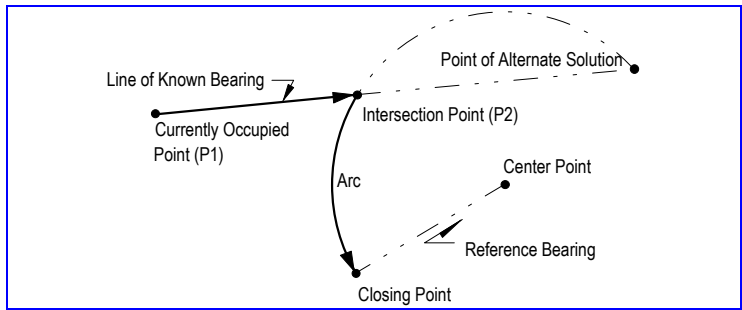 Point of Alternate Solution
Line of Known Bearing
Intersection Point (P2)
Currently Occupied
Point (P1)
Center Point
Arc
Reference Bearing
Closing Point